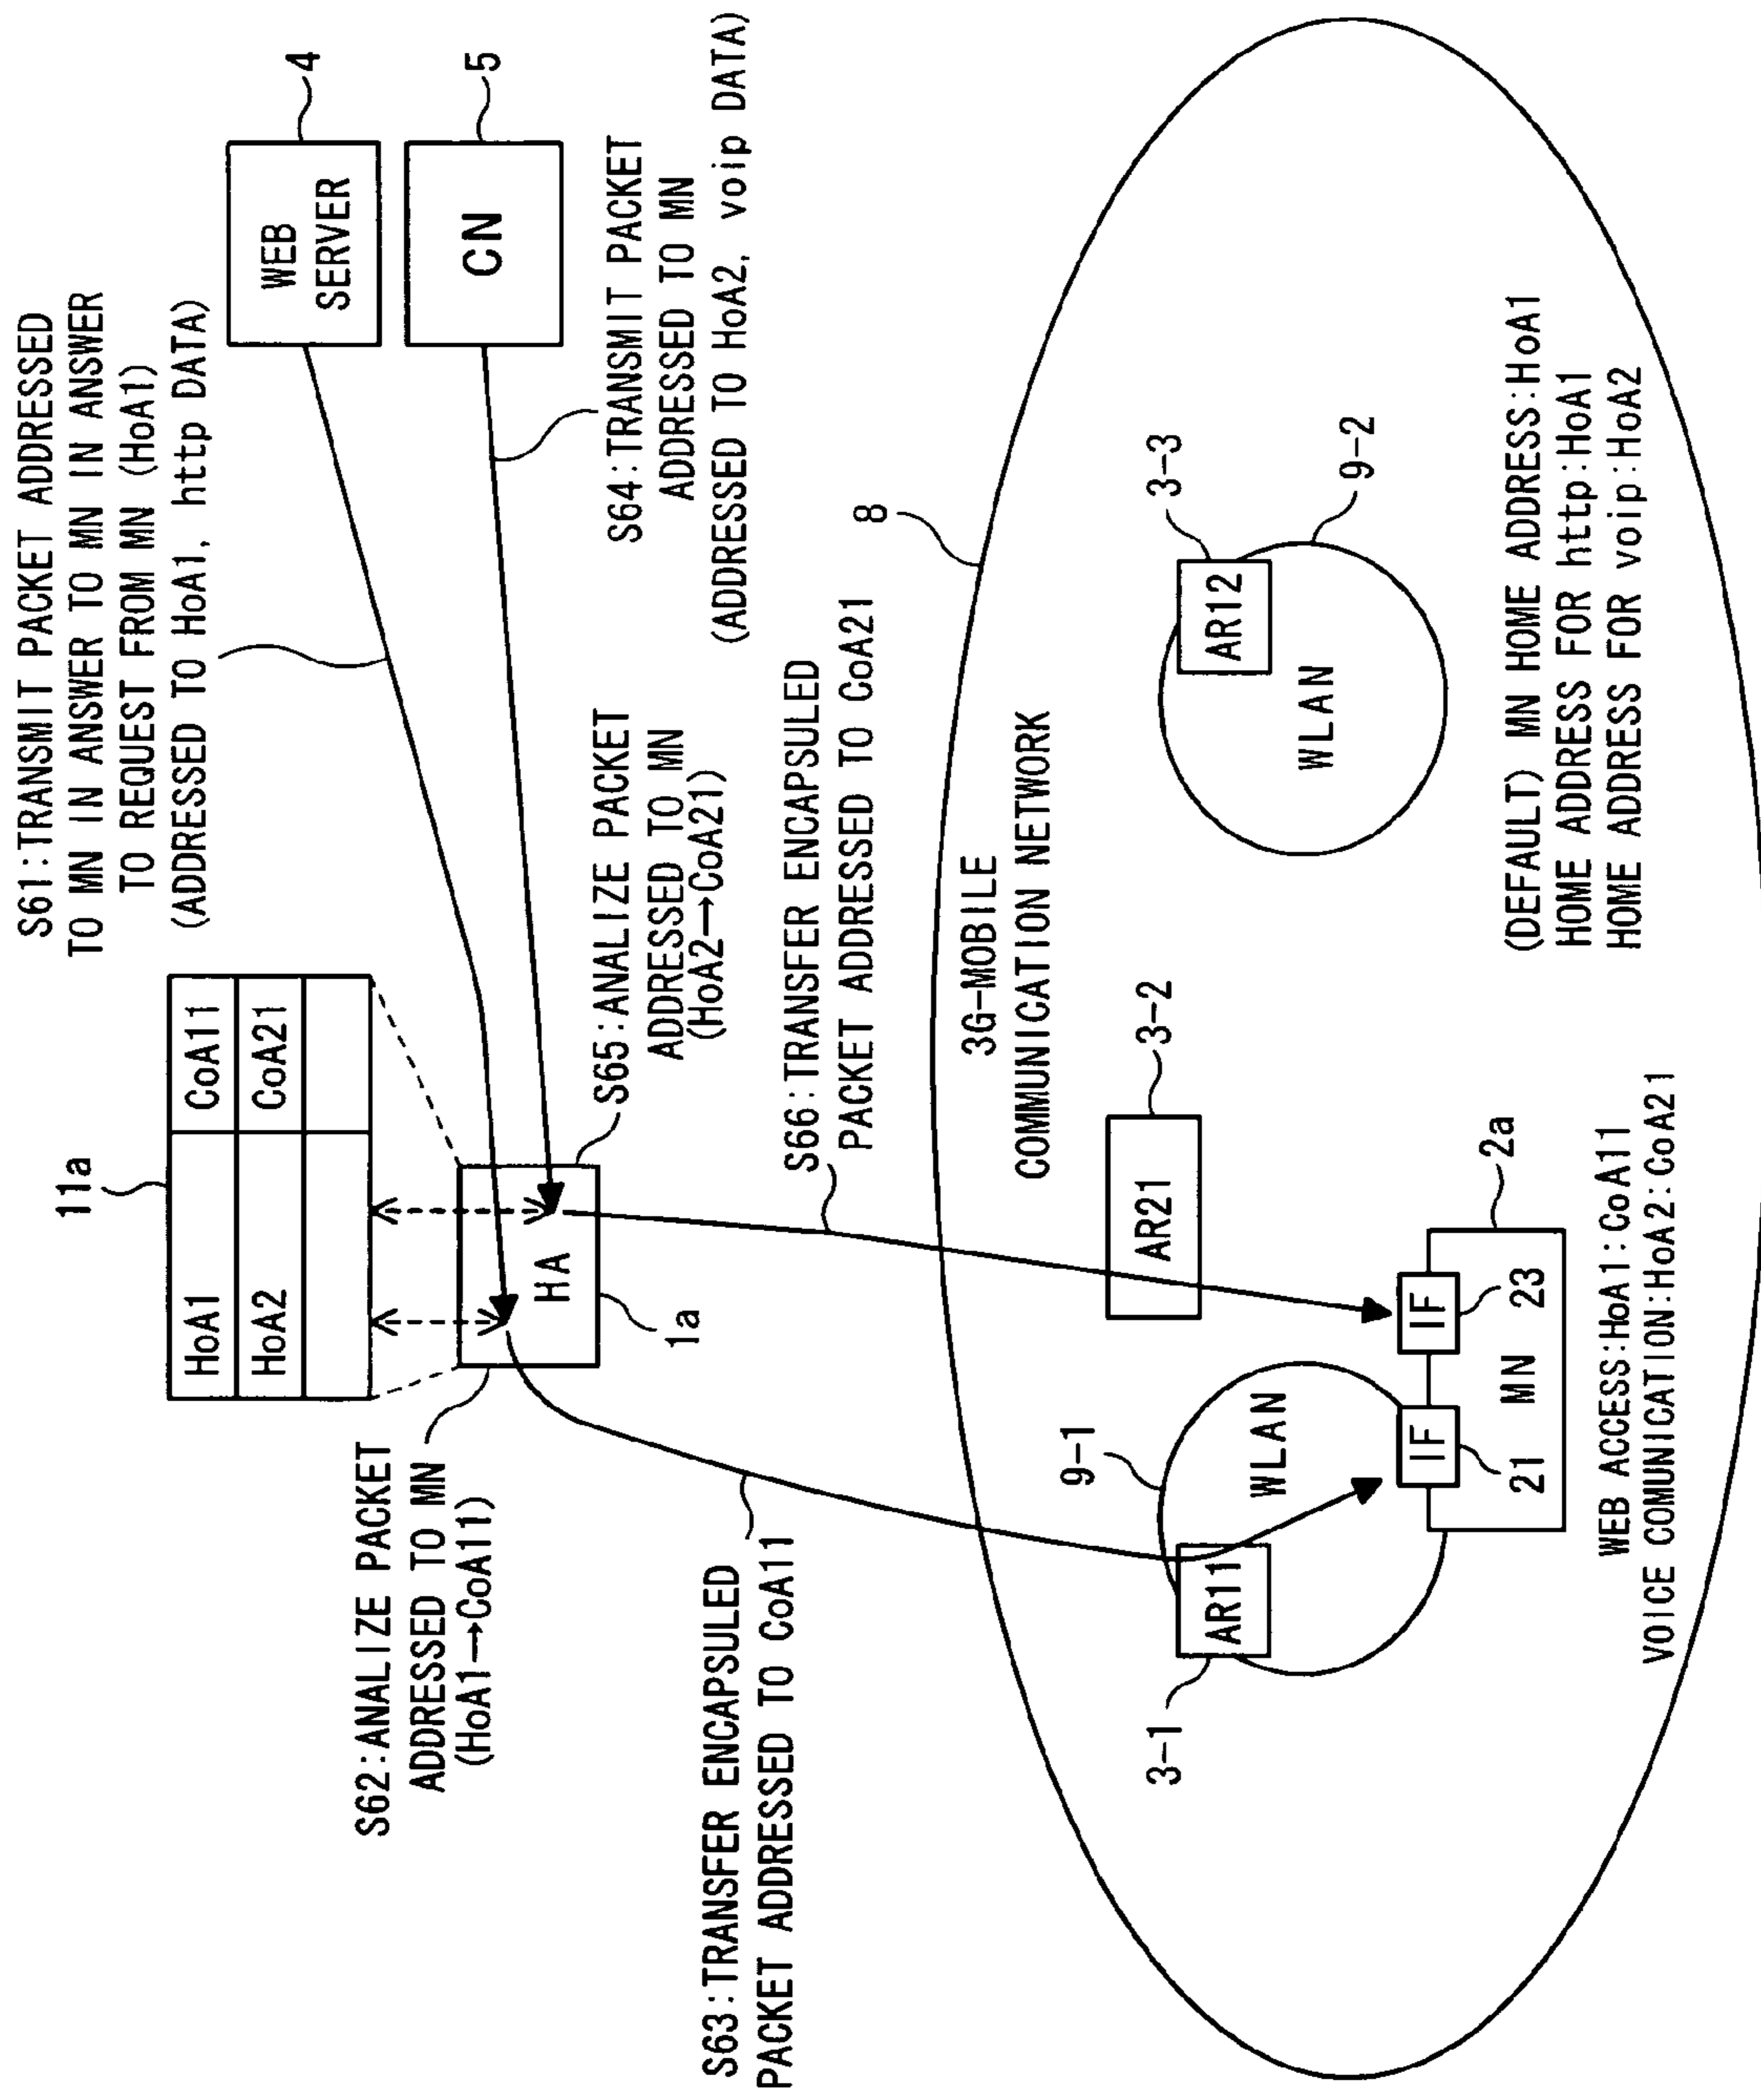 S61:TRANSMIT PACKET ADDRESSED
TO MN IN ANSWER TO MN IN ANSWER
TO REQUEST FROM MN (HoA1)
(ADDRESSED TO HoA1, http DATA)
WEB
SERVER
4
CN
5
S64:TRANSMIT PACKET
ADDRESSED TO MN
(ADDRESSED TO HoA2, voip DATA)
11a
HoA1 CoA11
HoA2 CoA21
S62:ANALIZE PACKET
ADDRESSED TO MN
(HoA1→CoA11)
HA
1a
S65:ANALIZE PACKET
ADDRESSED TO MN
(HoA2→CoA21)
S63:TRANSFER ENCAPSULED
PACKET ADDRESSED TO CoA11
S66:TRANSFER ENCAPSULED
PACKET ADDRESSED TO CoA21
8
3G-MOBILE
COMMUNICATION NETWORK
3-1
AR11
9-1
WLAN
AR21
3-2
AR12
3-3
WLAN
9-2
IF
IF
21 MN 23
2a
WEB ACCESS:HoA1:CoA11
VOICE COMUNICATION:HoA2:CoA21
(DEFAULT) MN HOME ADDRESS:HoA1
HOME ADDRESS FOR http:HoA1
HOME ADDRESS FOR voip:HoA2